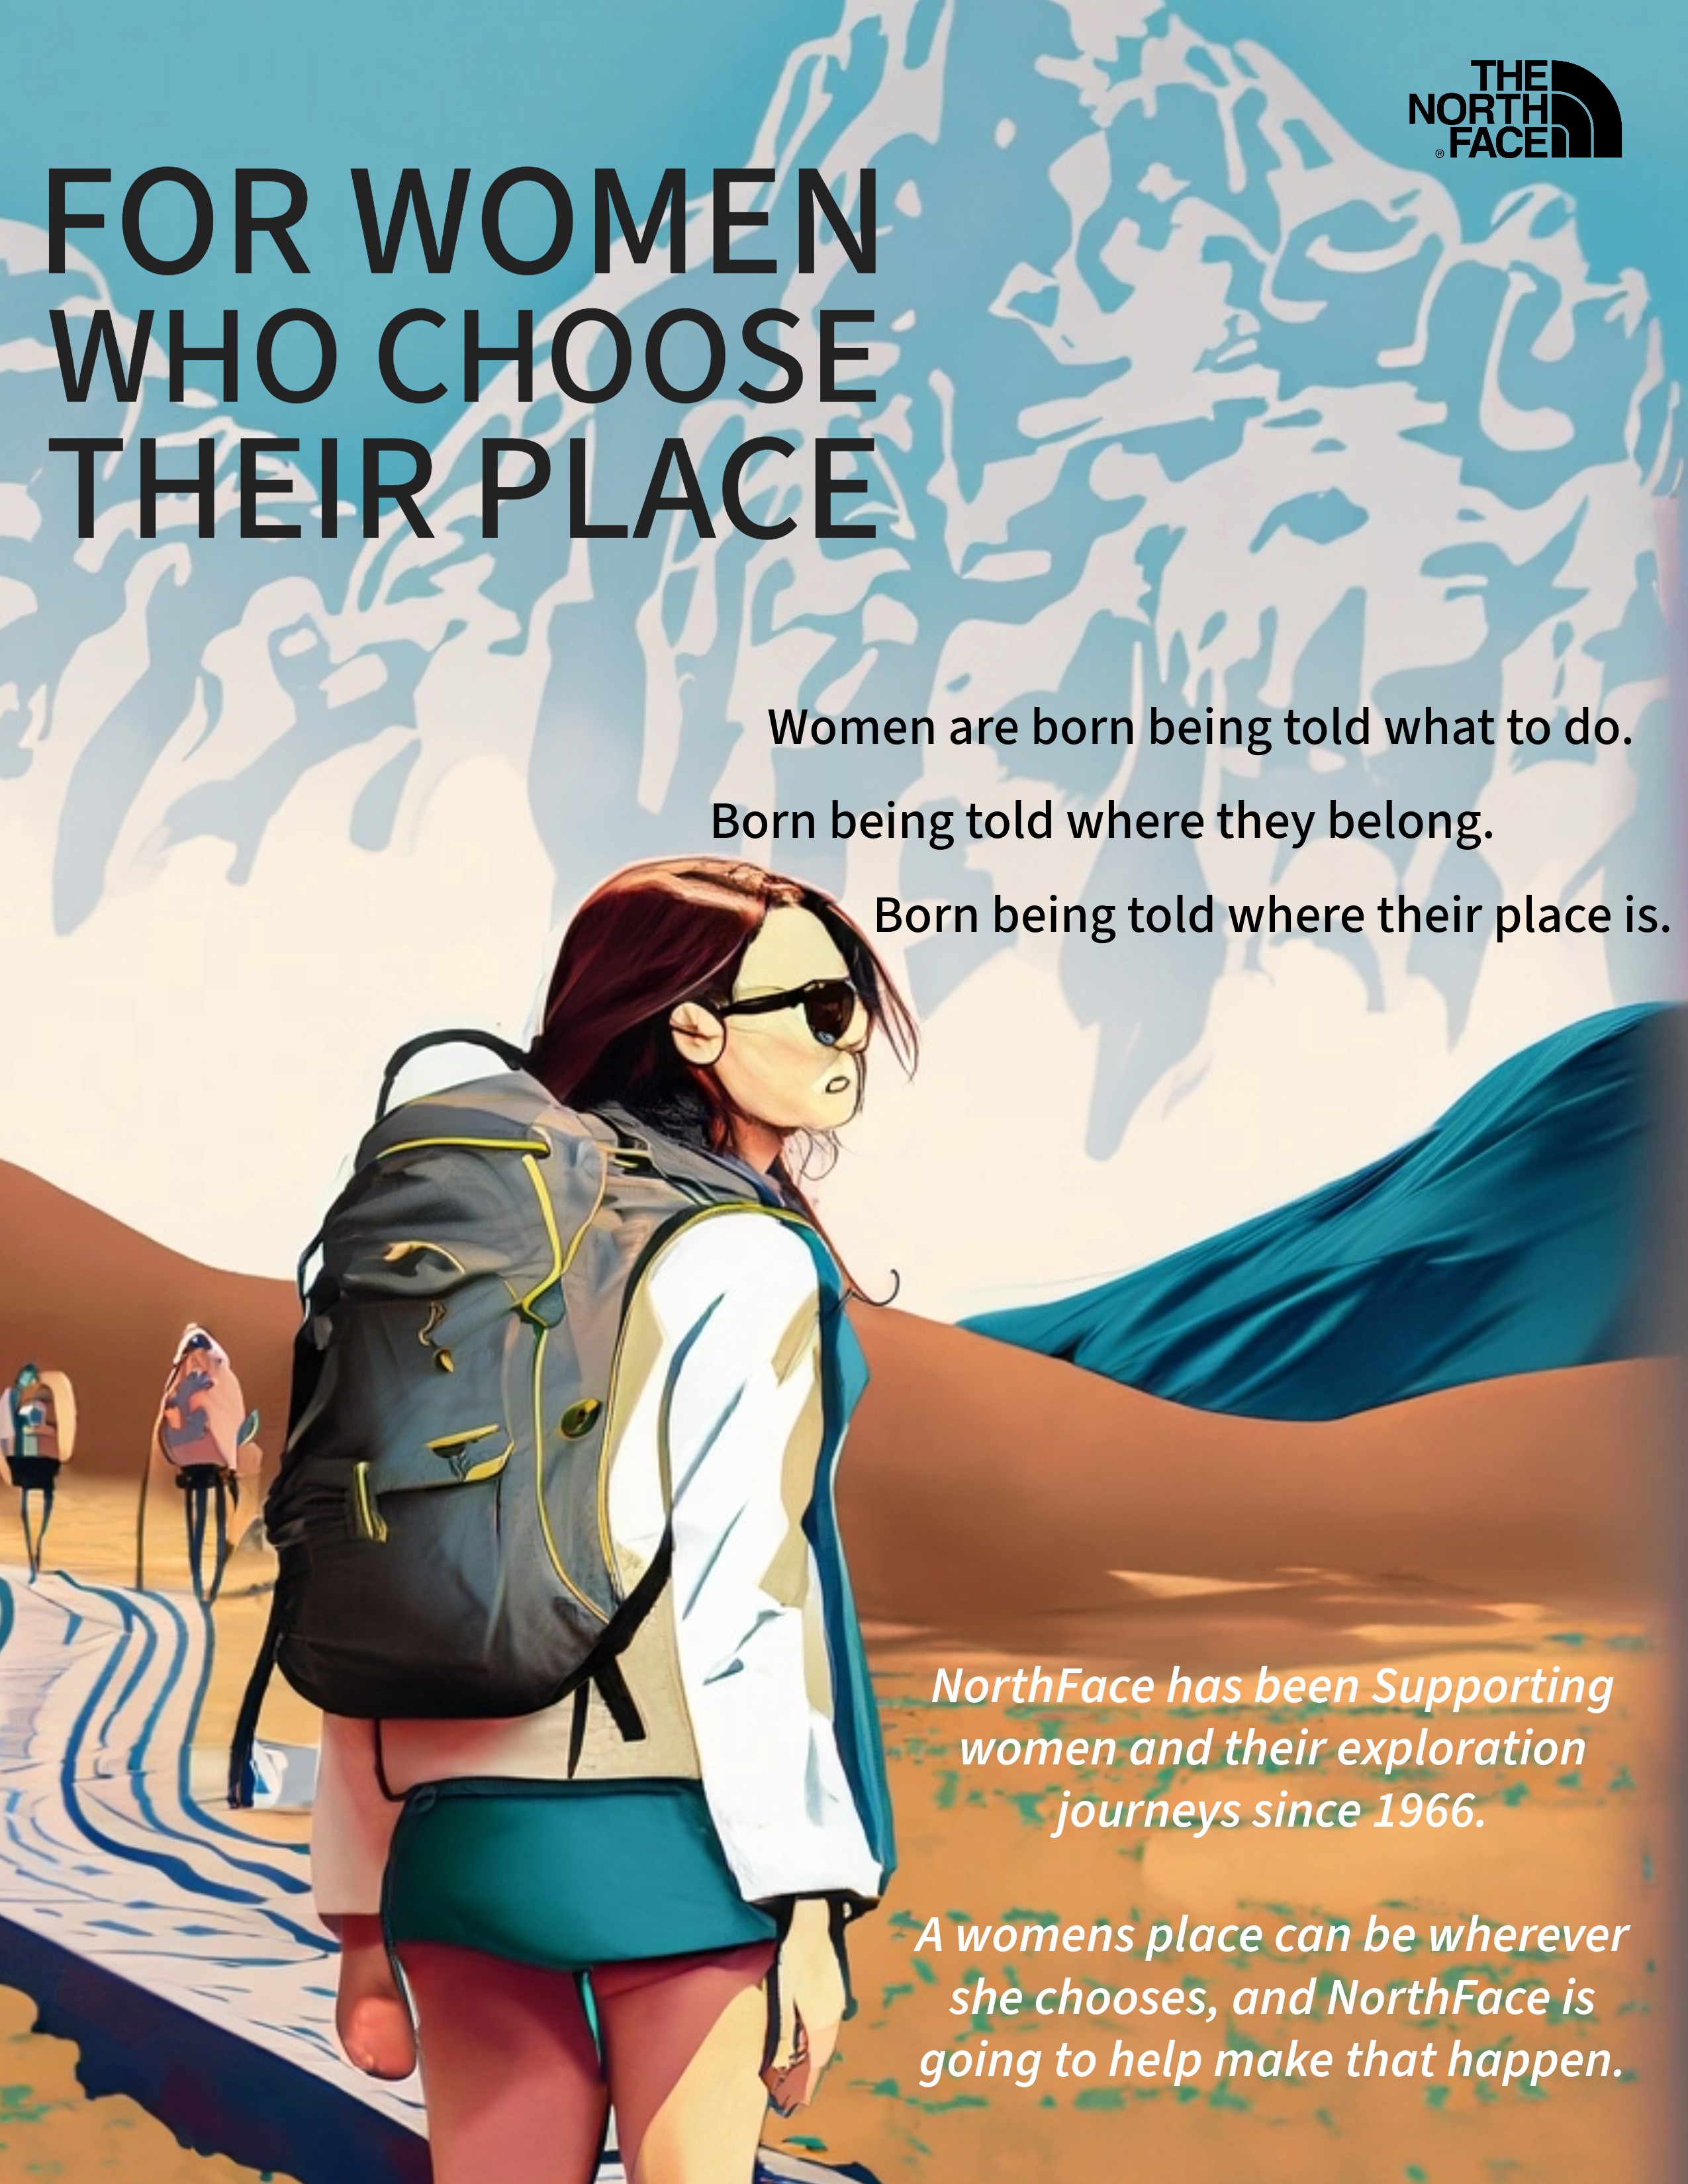 THE
NORTH
® FACE
FOR WOMEN
WHO CHOOSE
THEIR PLACE
Women are born being told what to do.
Born being told where they belong.
Born being told where their place is.
NorthFace has been Supporting
women and their exploration
journeys since 1966.
A womens place can be wherever
she chooses, and NorthFace is
going to help make that happen.